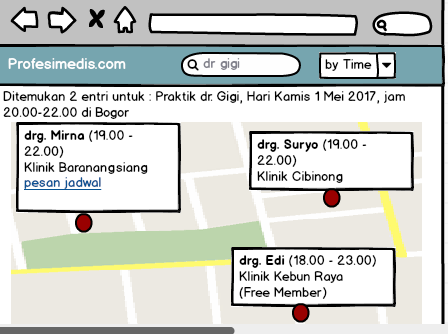 Profesimedis.com
dr gigi
by Time
Ditemukan 2 entri untuk : Praktik dr. Gigi, Hari Kamis 1 Mei 2017, jam
20.00-22.00 di Bogor
drg. Mirna (19.00 -
22.00)
Klinik Baranangsiang
pesan jadwal
drg. Suryo (19.00 -
22.00)
Klinik Cibinong
drg. Edi (18.00 - 23.00)
Klinik Kebun Raya
(Free Member)